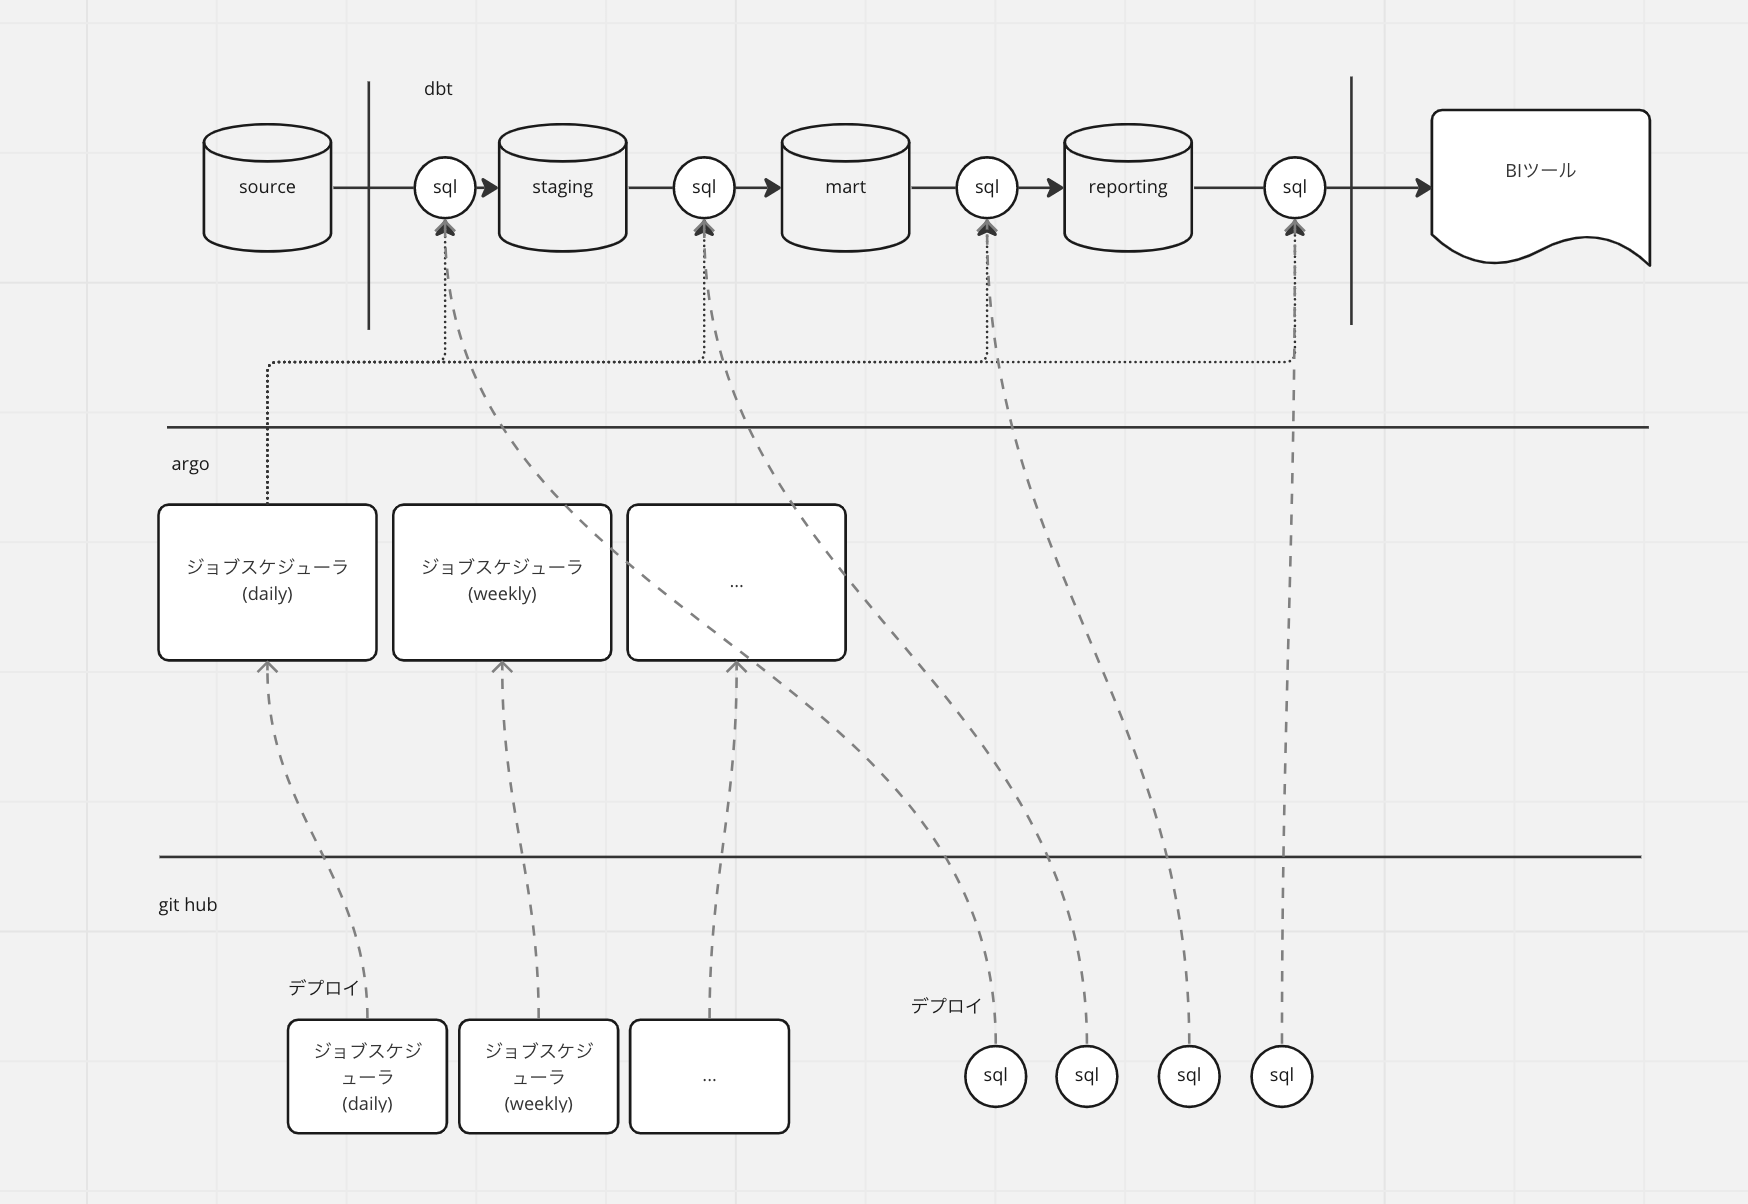 dbt
source
sql
staging
sql
mart
sql
reporting
sql
BIツール
argo
ジョブスケジューラ
(daily)
ジョブスケジューラ
(weekly)
...
git hub
デプロイ
デプロイ
ジョブスケジ
ューラ
(daily)
ジョブスケジ
ューラ
(weekly)
...
sql
sql
sql
sql